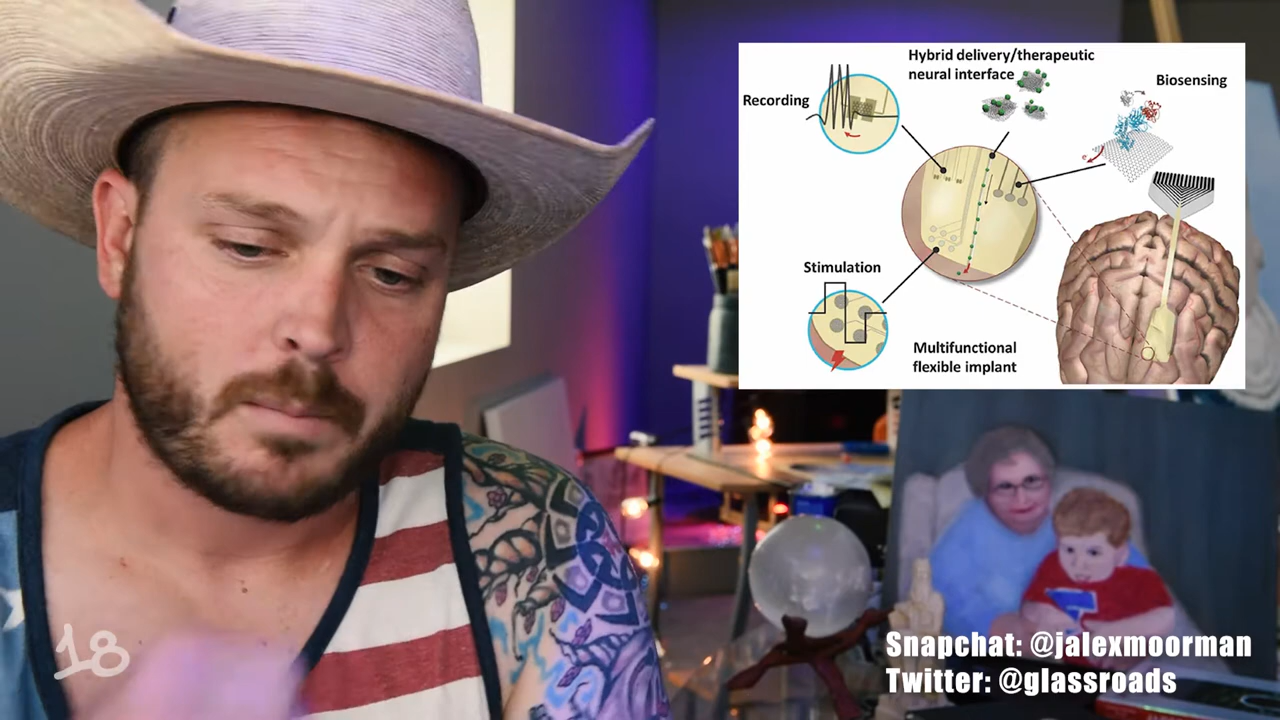 Hybrid delivery/therapeutic
neural interface
Recording
Biosensing
Stimulation
Multifunctional
flexible implant
18
Snapchat: @jalexmoorman
Twitter: @glassroads